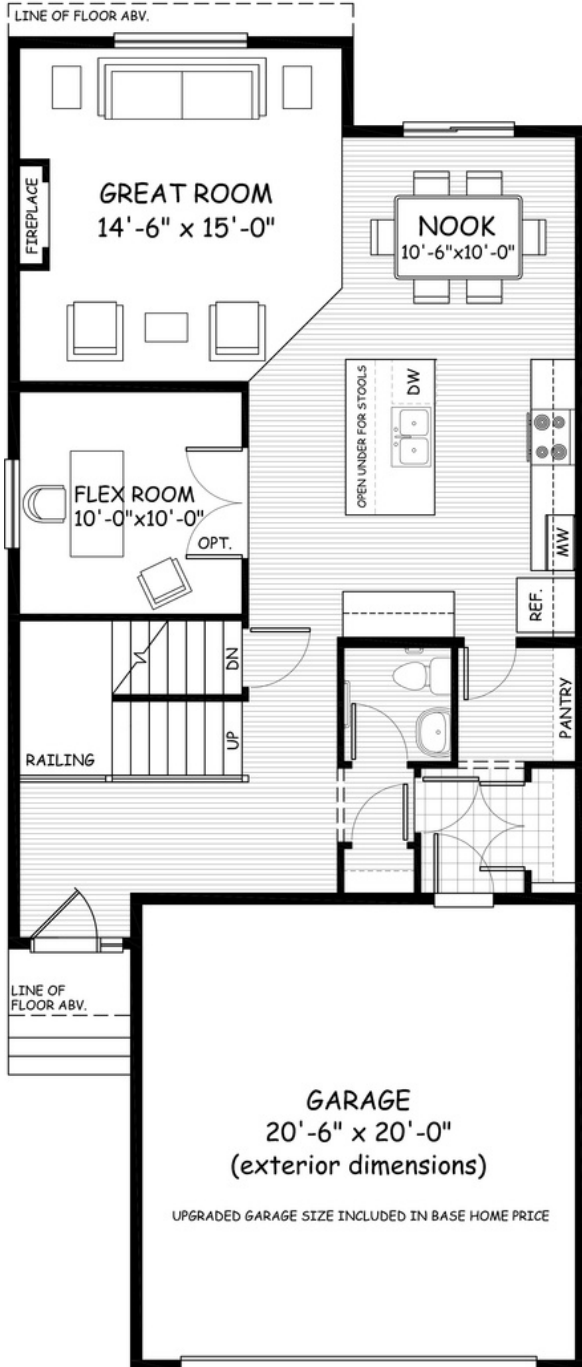 LINE OF FLOOR ABV.
GREAT ROOM
14'-6" x 15'-0"
FIREPLACE
NOOK
10'-6"x10'-0"
OPEN UNDER FOR STOOLS
DW
FLEX ROOM
10'-0"x10'-0"
OPT.
MW
REF.
DN
UP
RAILING
PANTRY
LINE OF
FLOOR ABV.
GARAGE
20'-6" x 20'-0"
(exterior dimensions)
UPGRADED GARAGE SIZE INCLUDED IN BASE HOME PRICE